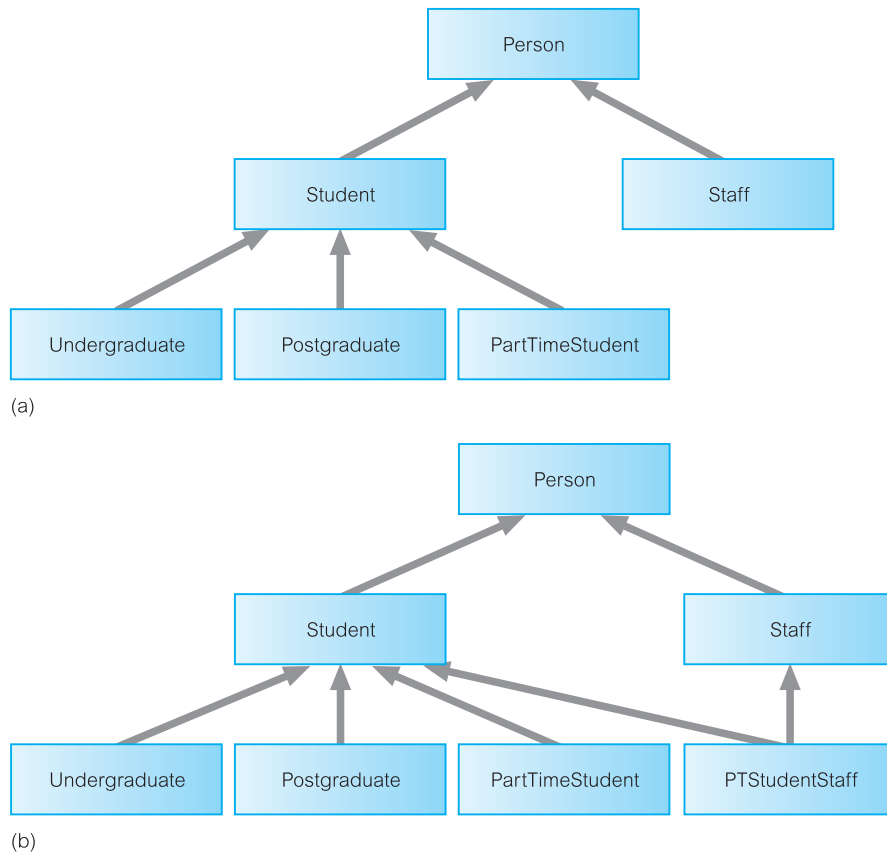 Person
Student
Staff
Undergraduate
Postgraduate
PartTimeStudent
(a)
Person
Student
Staff
Undergraduate
Postgraduate
PartTimeStudent
PTStudentStaff
(b)